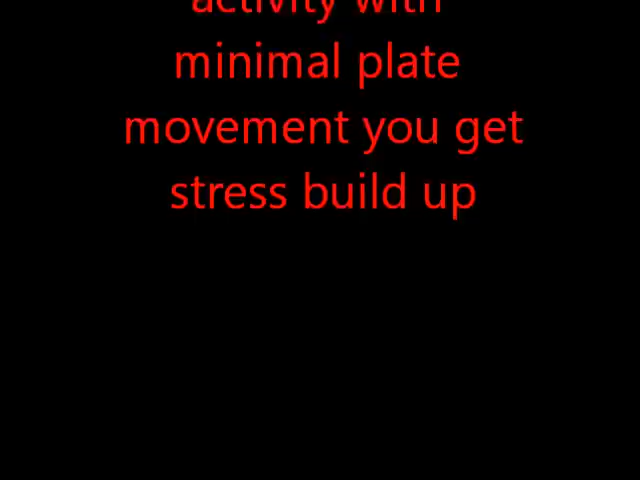 activity with
minimal plate
movement you get
stress build up